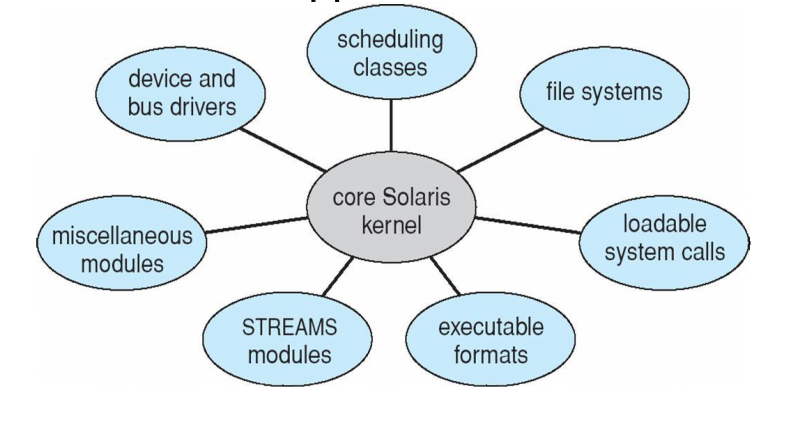 scheduling
classes
device and
bus drivers
file systems
core Solaris
kernel
miscellaneous
modules
loadable
system calls
STREAMS
modules
executable
formats